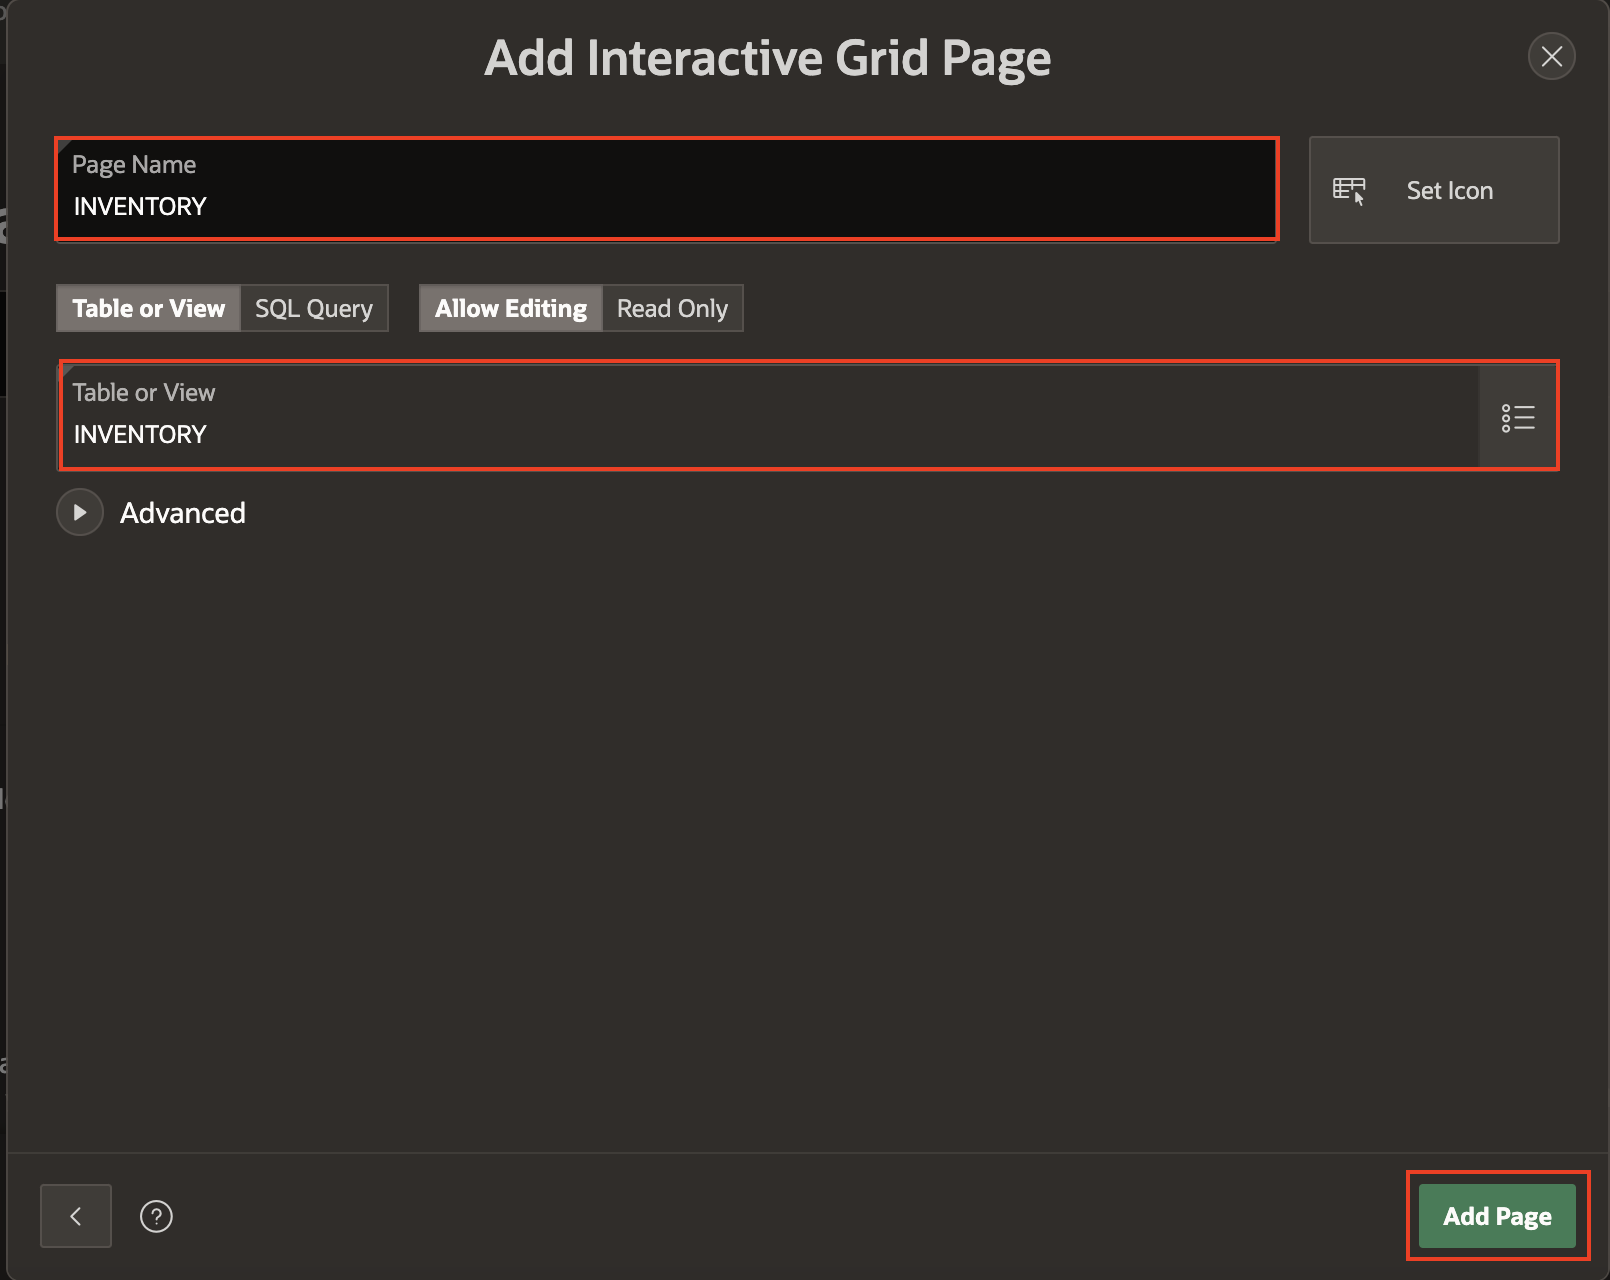 Add Interactive Grid Page
Page Name
INVENTORY
Set Icon
Table or View SQL Query Allow Editing Read Only
Table or View
INVENTORY
Advanced
?
Add Page